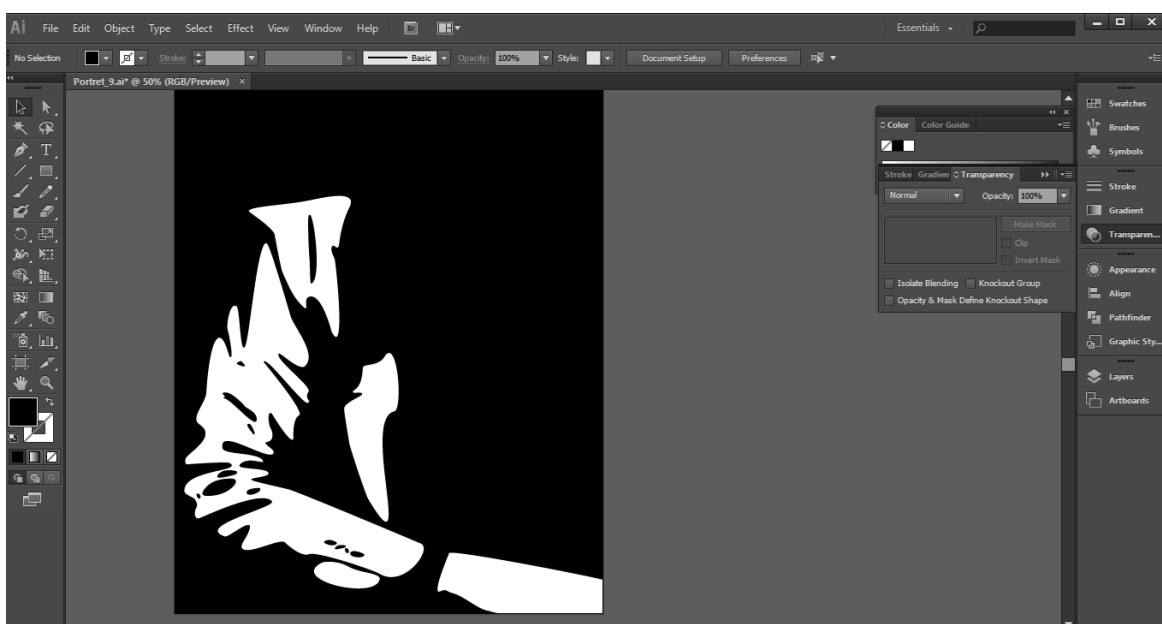 Ai File Edit Object Type Select Effect View Window Help Br Essentials
No Selection Stroke: Basic Opacity: 100% Style: Document Setup Preferences
Portret_9.ai* @ 50% (RGB/Preview) ×
Color Color Guide
Stroke Gradien Transparency
Normal Opacity: 100%
Make Mask
Clip
Invert Mask
Isolate Blending Knockout Group
Opacity & Mask Define Knockout Shape
Swatches
Brushes
Symbols
Stroke
Gradient
Transparen...
Appearance
Align
Pathfinder
Graphic Sty...
Layers
Artboards